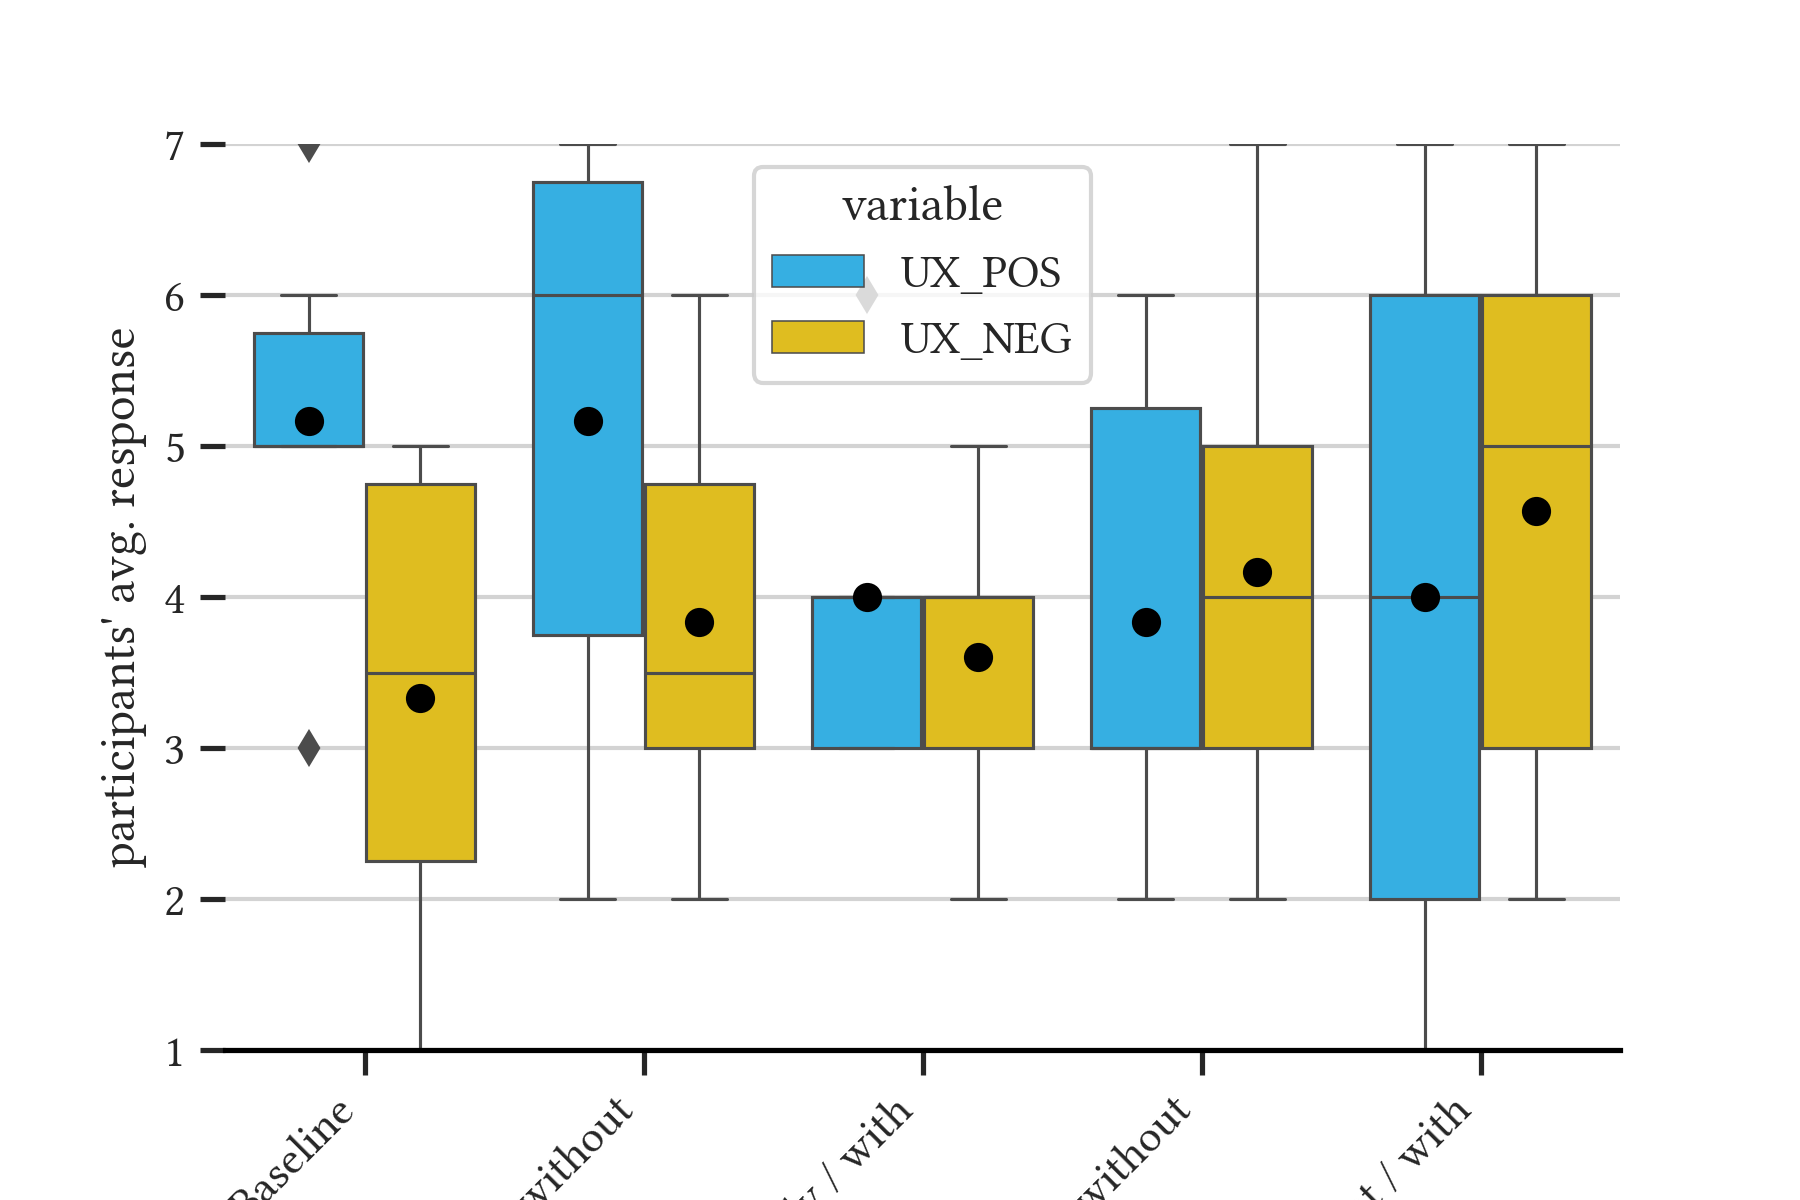 participants' avg. response
7
6
5
4
3
2
1
variable
UX_POS
UX_NEG
Baseline
without
/ with
without
/ with